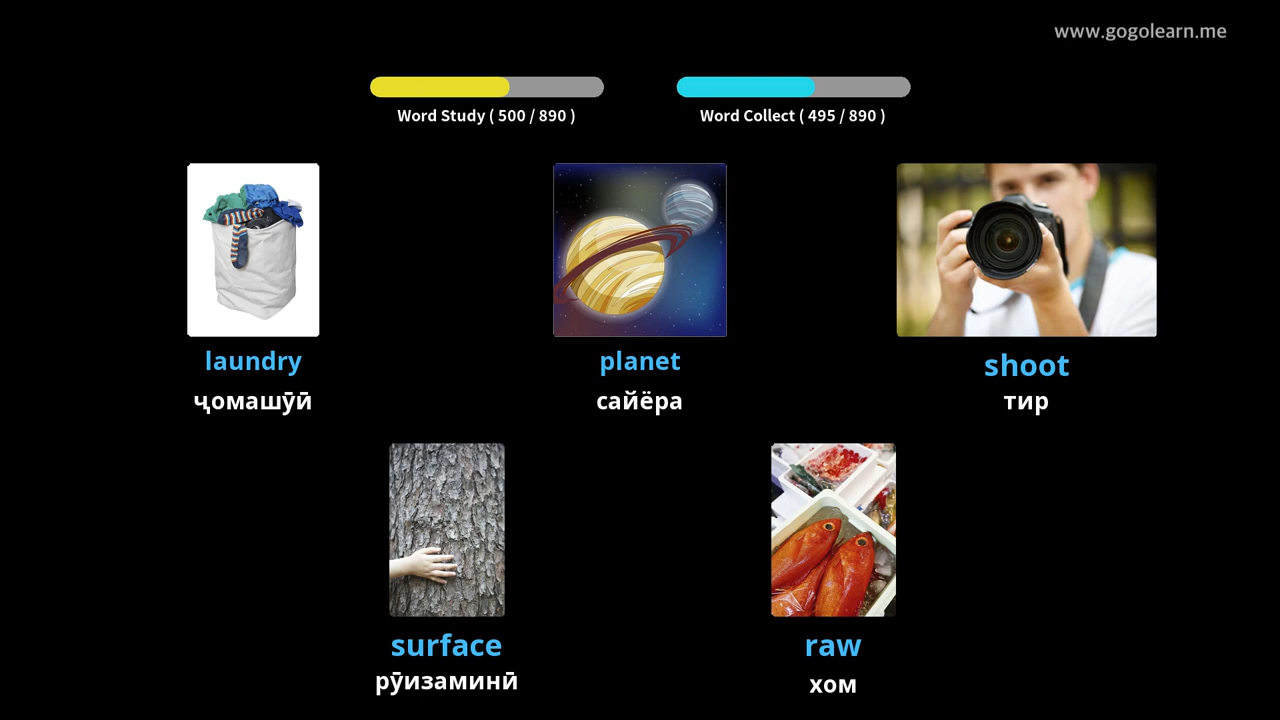 www.gogolearn.me
Word Study ( 500 / 890 )
Word Collect ( 495 / 890 )
laundry
ҷомашӯӣ
planet
сайёра
shoot
тир
surface
рӯизаминӣ
raw
хом